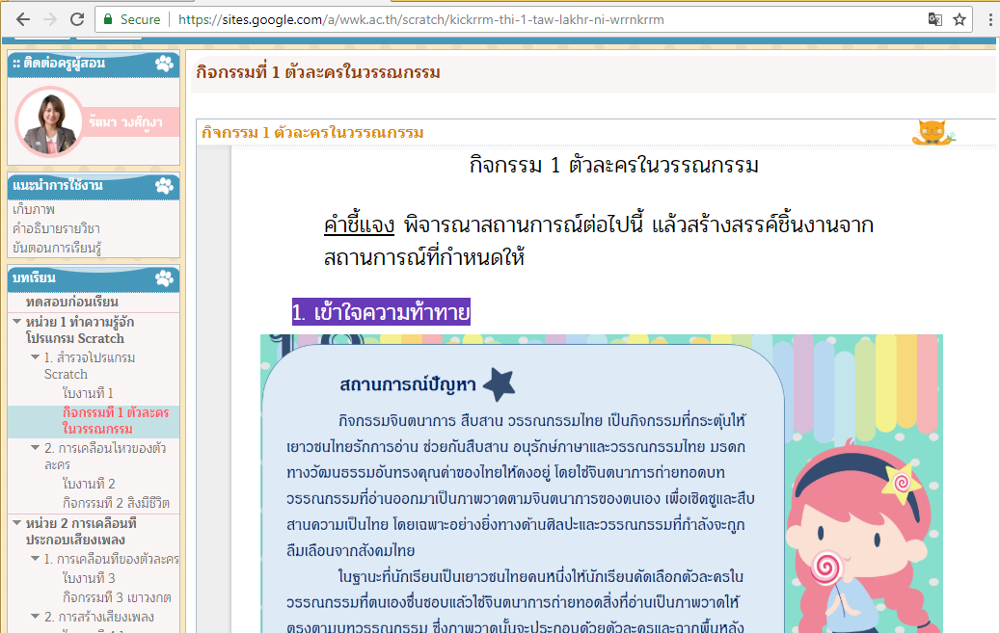 Secure
https://sites.google.com/a/wwk.ac.th/scratch/kickrrm-thi-1-taw-lakhr-ni-wrrnkrrm
:: ติดต่อครูผู้สอน
รัตนา วงศ์ภูงา
แนะนำการใช้งาน
เก็บภาพ
คำอธิบายรายวิชา
ขั้นตอนการเรียนรู้
บทเรียน
ทดสอบก่อนเรียน
หน่วย 1 ทำความรู้จัก
โปรแกรม Scratch
1. สำรวจโปรแกรม
Scratch
ใบงานที่ 1
กิจกรรมที่ 1 ตัวละคร
ในวรรณกรรม
2. การเคลื่อนไหวของตัว
ละคร
ใบงานที่ 2
กิจกรรมที่ 2 สิ่งมีชีวิต
หน่วย 2 การเคลื่อนที่
ประกอบเสียงเพลง
1. การเคลื่อนที่ของตัวละคร
ใบงานที่ 3
กิจกรรมที่ 3 เขาวงกต
2. การสร้างเสียงเพลง
กิจกรรมที่ 1 ตัวละครในวรรณกรรม
กิจกรรม 1 ตัวละครในวรรณกรรม
กิจกรรม 1 ตัวละครในวรรณกรรม
คำชี้แจง พิจารณาสถานการณ์ต่อไปนี้ แล้วสร้างสรรค์ชิ้นงานจาก
สถานการณ์ที่กำหนดให้
1. เข้าใจความท้าทาย
สถานการณ์ปัญหา
กิจกรรมจินตนาการ สืบสาน วรรณกรรมไทย เป็นกิจกรรมที่กระตุ้นให้
เยาวชนไทยรักการอ่าน ช่วยกันสืบสาน อนุรักษ์ภาษาและวรรณกรรมไทย มรดก
ทางวัฒนธรรมอันทรงคุณค่าของไทยให้คงอยู่ โดยใช้จินตนาการถ่ายทอดบท
วรรณกรรมที่อ่านออกมาเป็นภาพวาดตามจินตนาการของตนเอง เพื่อเชิดชูและสืบ
สานความเป็นไทย โดยเฉพาะอย่างยิ่งทางด้านศิลปะและวรรณกรรมที่กำลังจะถูก
ลืมเลือนจากสังคมไทย
ในฐานะที่นักเรียนเป็นเยาวชนไทยคนหนึ่งให้นักเรียนคัดเลือกตัวละครใน
วรรณกรรมที่ตนเองชื่นชอบแล้วใช้จินตนาการถ่ายทอดสิ่งที่อ่านเป็นภาพวาดให้
ตรงตามบทวรรณกรรม ซึ่งภาพวาดนั้นจะประกอบด้วยตัวละครและฉากพื้นหลัง